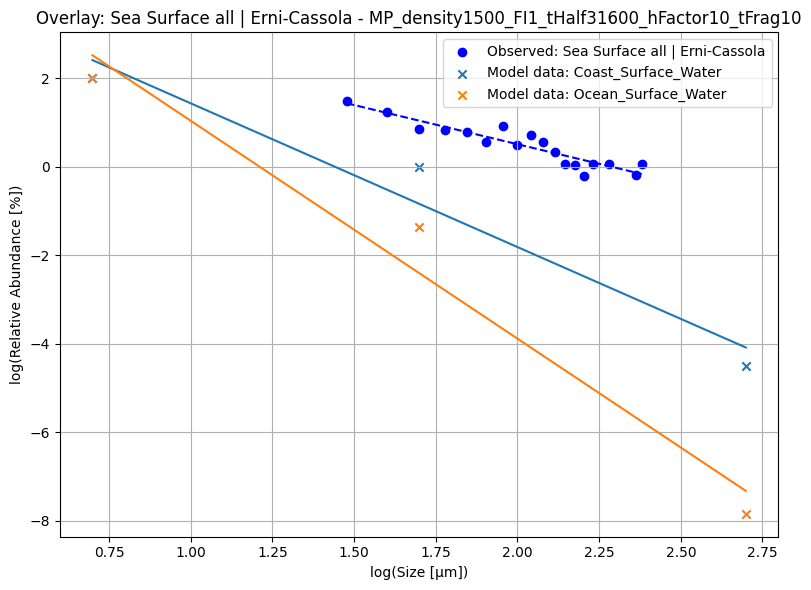 Overlay: Sea Surface all | Erni-Cassola - MP_density1500_FI1_tHalf31600_hFactor10_tFrag10
Observed: Sea Surface all | Erni-Cassola
Model data: Coast_Surface_Water
Model data: Ocean_Surface_Water
log(Relative Abundance [%])
2
0
−2
−4
−6
−8
0.75 1.00 1.25 1.50 1.75 2.00 2.25 2.50 2.75
log(Size [μm])